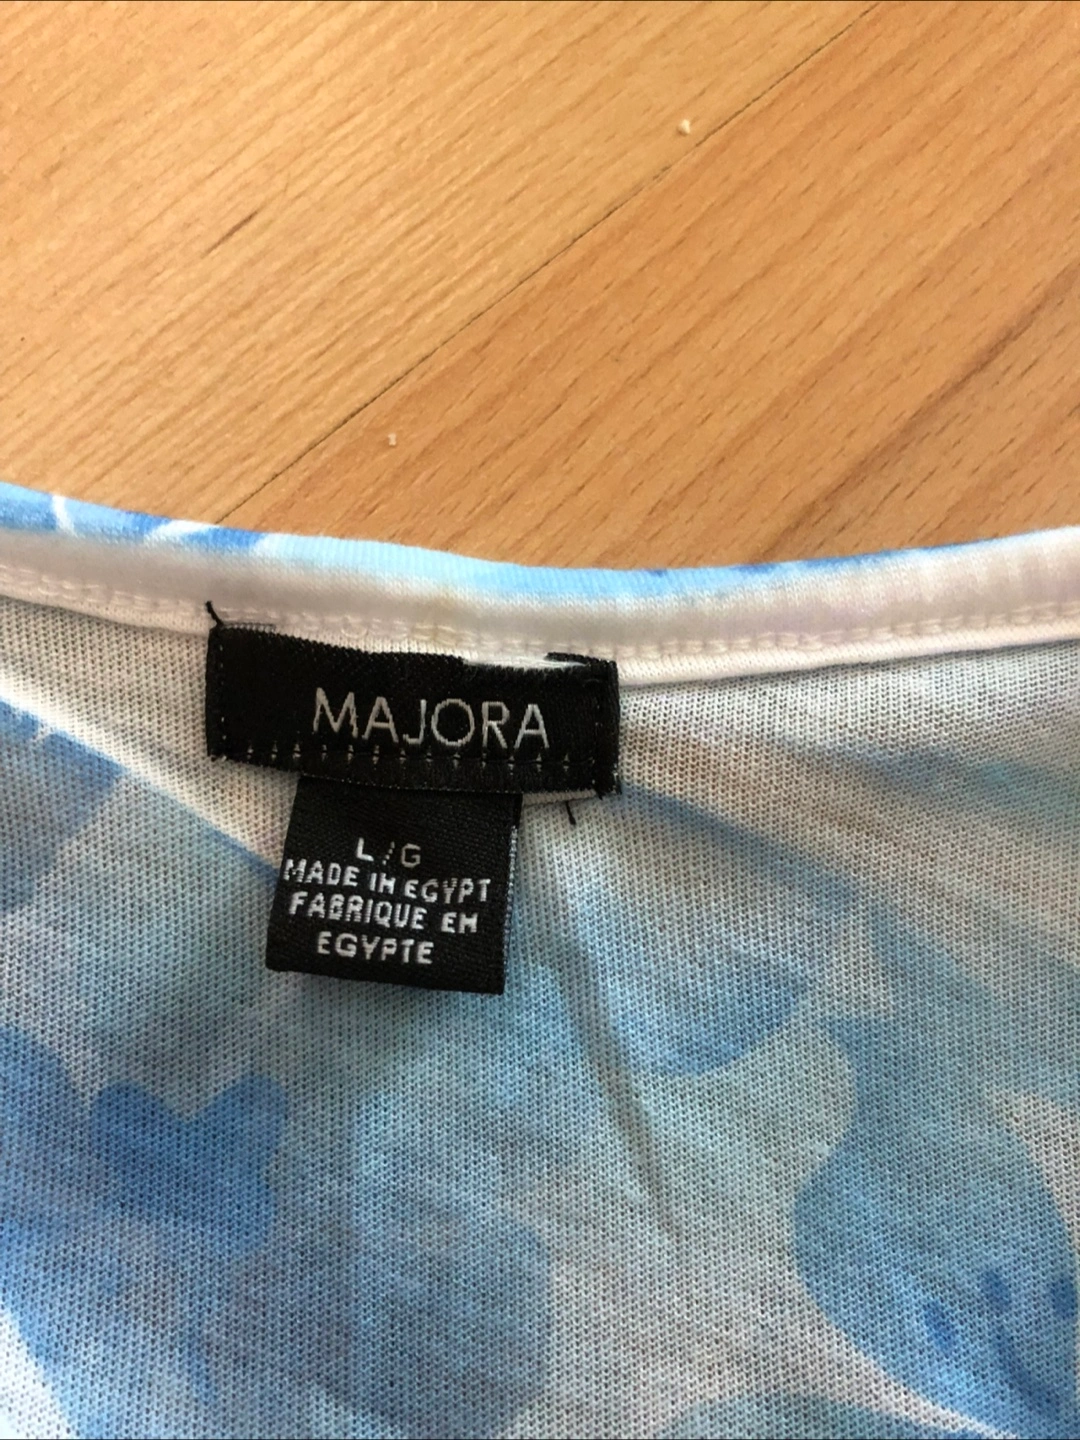 MAJORA
L/G
MADE IN EGYPT
FABRIQUE EN
EGYPTE